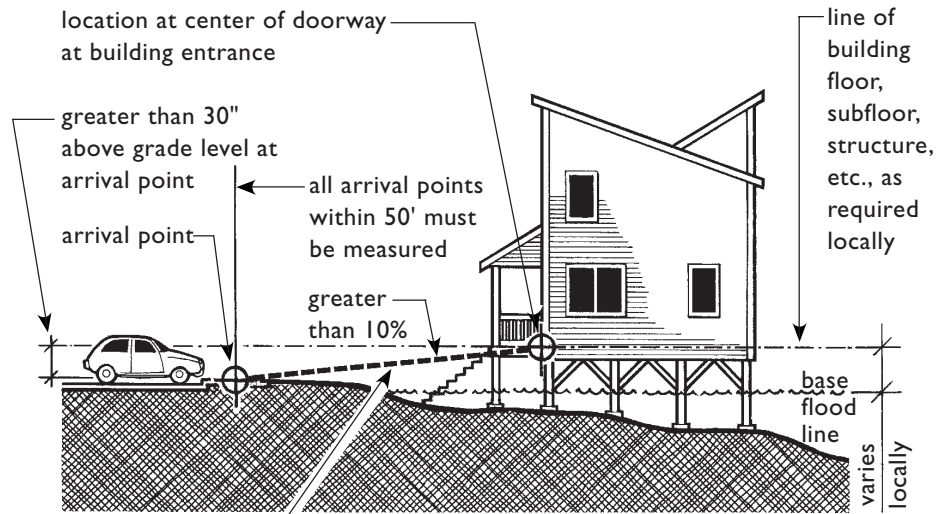 location at center of doorway
at building entrance
line of
building
floor,
subfloor,
structure,
etc., as
required
locally
greater than 30"
above grade level at
arrival point
all arrival points
within 50' must
be measured
arrival point
greater
than 10%
base
flood
line
varies
locally